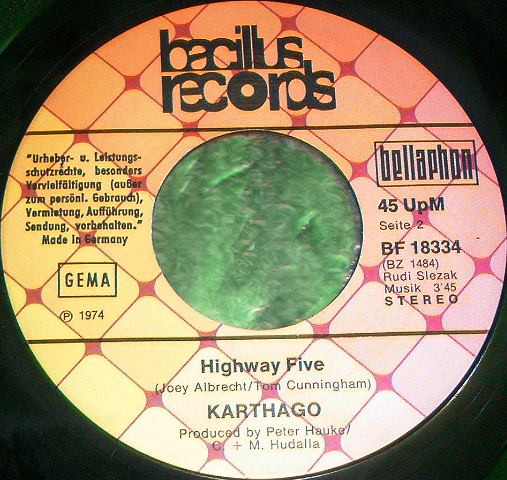 bacillus
records
"Urheber- u. Leistungs-
schutzrechte, besonders
Vervielfältigung (außer
zum persönl. Gebrauch),
Vermietung, Aufführung,
Sendung, vorbehalten."
Made in Germany
GEMA
℗ 1974
bellaphon
45 UpM
Seite 2
BF 18334
(BZ 1484)
Rudi Slezak
Musik 3'45
STEREO
Highway Five
(Joey Albrecht/Tom Cunningham)
KARTHAGO
Produced by Peter Hauke/
C. + M. Hudalla